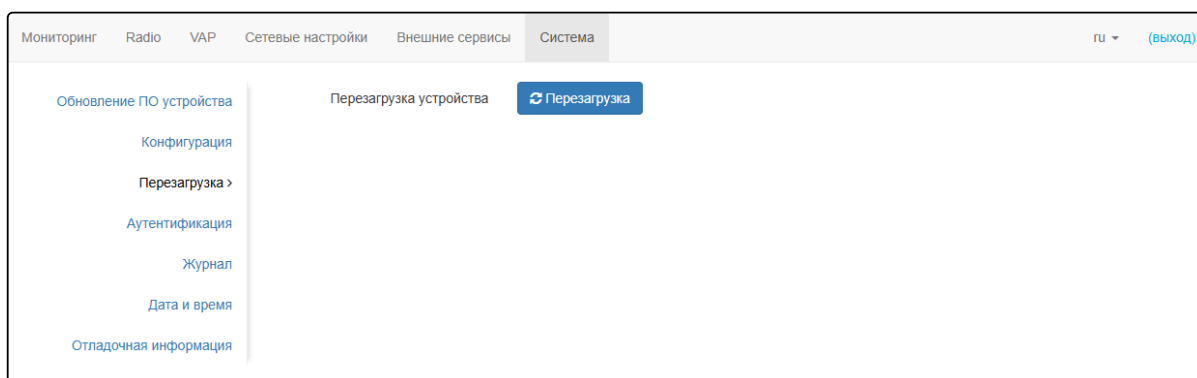 Мониторинг Radio VAP Сетевые настройки Внешние сервисы Система ru (выход)
Обновление ПО устройства
Перезагрузка устройства Перезагрузка
Конфигурация
Перезагрузка >
Аутентификация
Журнал
Дата и время
Отладочная информация